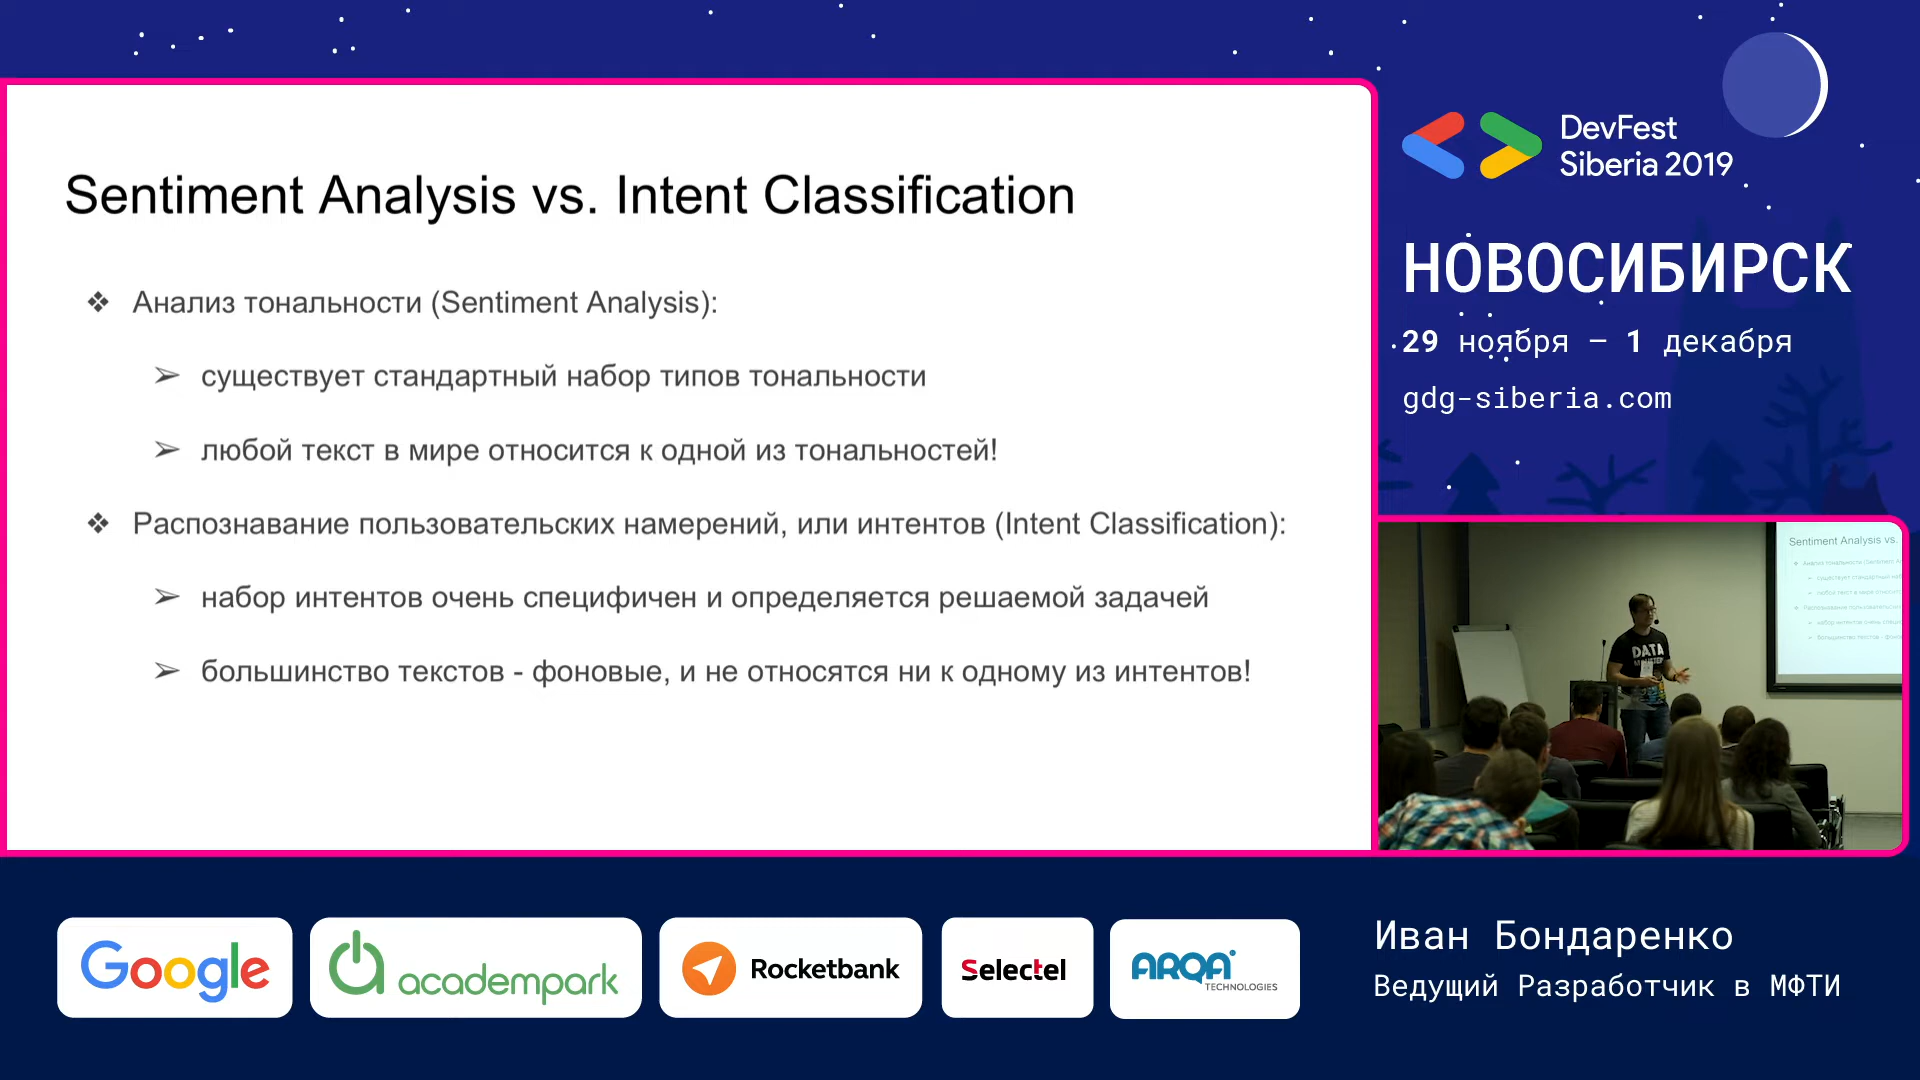 Sentiment Analysis vs. Intent Classification
❖ Анализ тональности (Sentiment Analysis):
➢ существует стандартный набор типов тональности
➢ любой текст в мире относится к одной из тональностей!
❖ Распознавание пользовательских намерений, или интентов (Intent Classification):
➢ набор интентов очень специфичен и определяется решаемой задачей
➢ большинство текстов - фоновые, и не относятся ни к одному из интентов!
DevFest
Siberia 2019
НОВОСИБИРСК
29 ноября – 1 декабря
gdg-siberia.com
Sentiment Analysis vs.
DATA
Google
academpark
Rocketbank
Selectel
ARQA
TECHNOLOGIES
Иван Бондаренко
Ведущий Разработчик в МФТИ